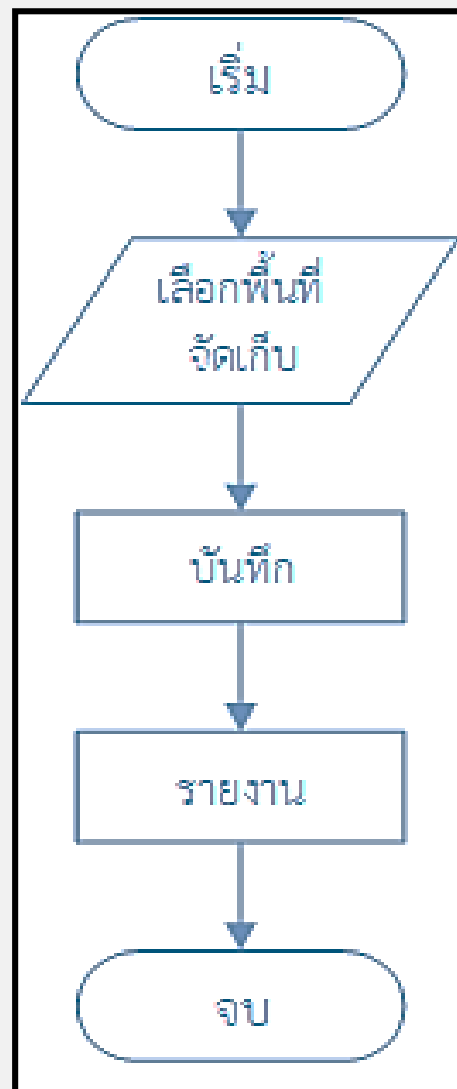 เริ่ม
เลือกพื้นที่
จัดเก็บ
บันทึก
รายงาน
จบ